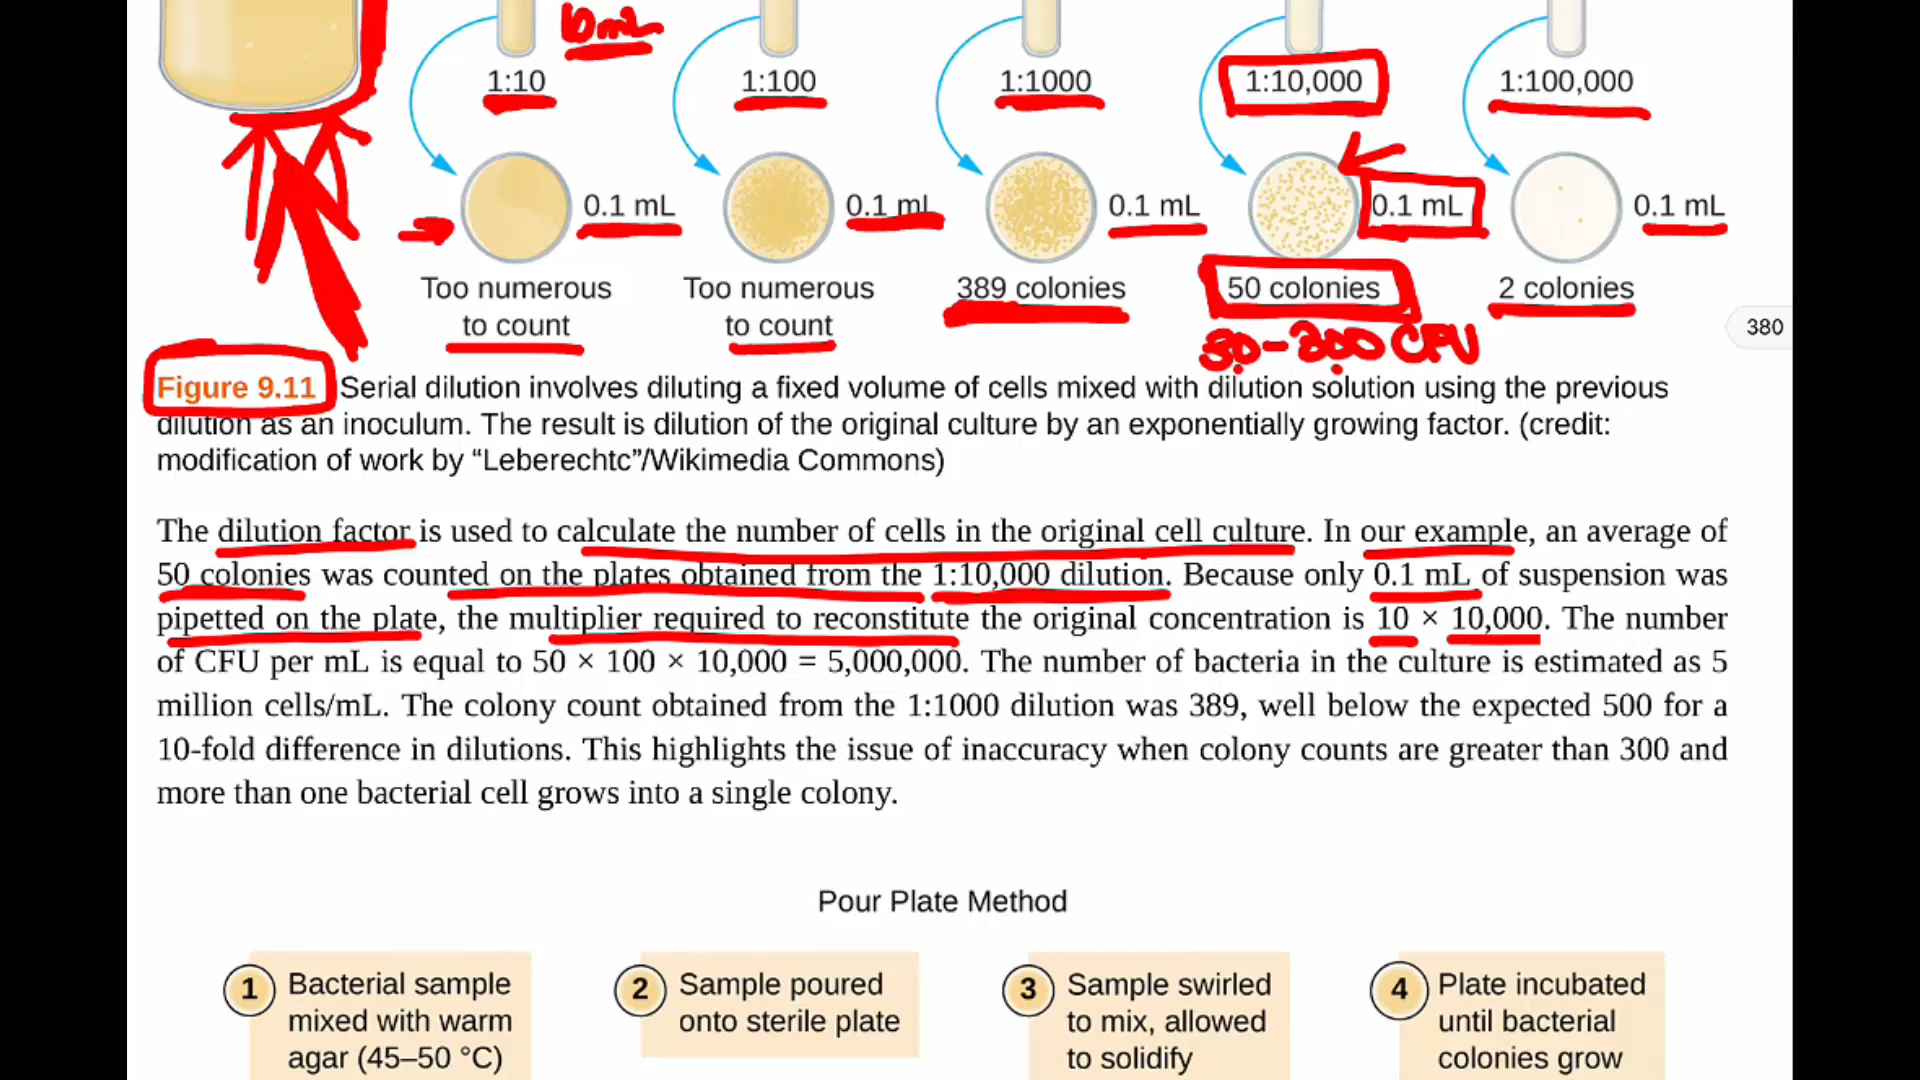 10mL
1:10 1:100 1:1000 1:10,000 1:100,000
0.1 mL 0.1 mL 0.1 mL 0.1 mL 0.1 mL
Too numerous Too numerous 389 colonies 50 colonies 2 colonies
to count to count
30-300 CFU
380
Figure 9.11 Serial dilution involves diluting a fixed volume of cells mixed with dilution solution using the previous
dilution as an inoculum. The result is dilution of the original culture by an exponentially growing factor. (credit:
modification of work by “Leberechtc”/Wikimedia Commons)
The dilution factor is used to calculate the number of cells in the original cell culture. In our example, an average of
50 colonies was counted on the plates obtained from the 1:10,000 dilution. Because only 0.1 mL of suspension was
pipetted on the plate, the multiplier required to reconstitute the original concentration is 10 × 10,000. The number
of CFU per mL is equal to 50 × 100 × 10,000 = 5,000,000. The number of bacteria in the culture is estimated as 5
million cells/mL. The colony count obtained from the 1:1000 dilution was 389, well below the expected 500 for a
10-fold difference in dilutions. This highlights the issue of inaccuracy when colony counts are greater than 300 and
more than one bacterial cell grows into a single colony.
Pour Plate Method
1 Bacterial sample
mixed with warm
agar (45–50 °C)
2 Sample poured
onto sterile plate
3 Sample swirled
to mix, allowed
to solidify
4 Plate incubated
until bacterial
colonies grow